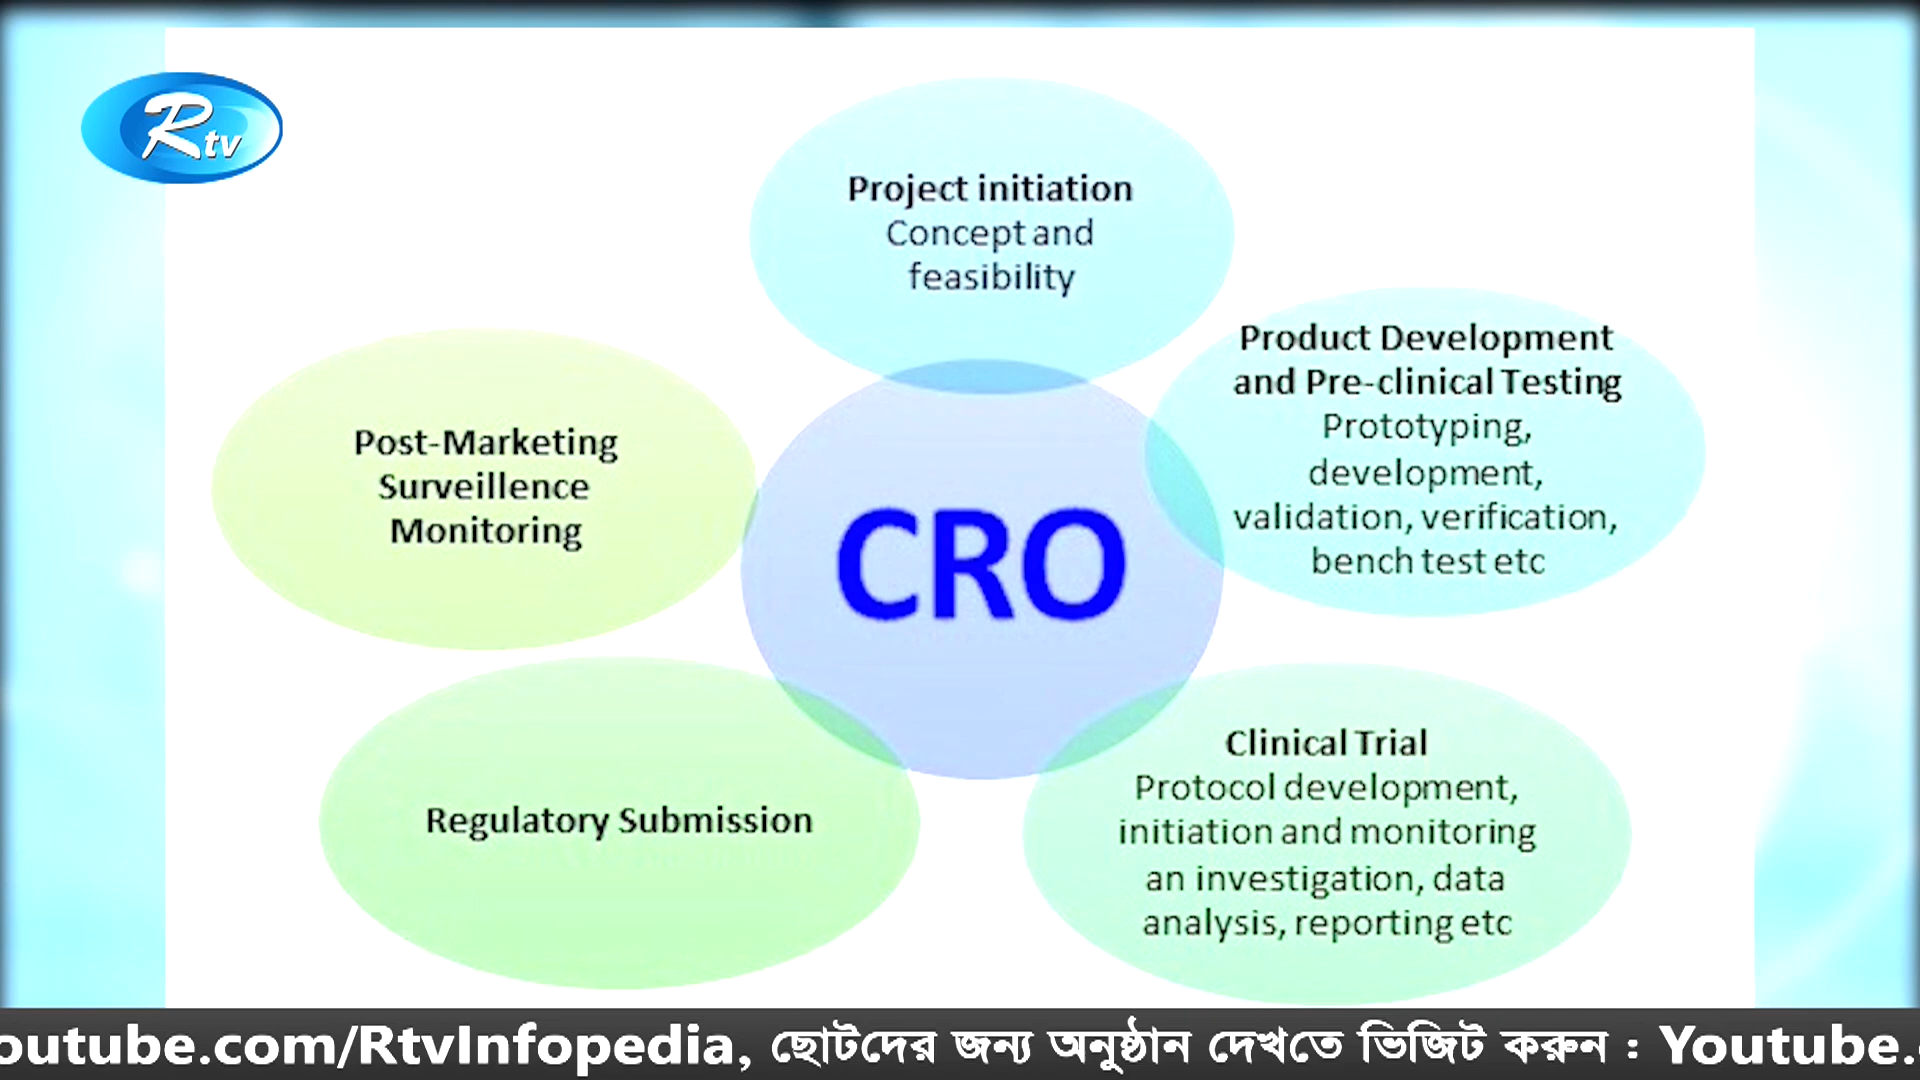 Rtv
Project initiation
Concept and
feasibility
Product Development
and Pre-clinical Testing
Prototyping,
development,
validation, verification,
bench test etc
Post-Marketing
Surveillence
Monitoring
CRO
Clinical Trial
Protocol development,
initiation and monitoring
an investigation, data
analysis, reporting etc
Regulatory Submission
outube.com/RtvInfopedia, ছোটদের জন্য অনুষ্ঠান দেখতে ভিজিট করুন : Youtube.